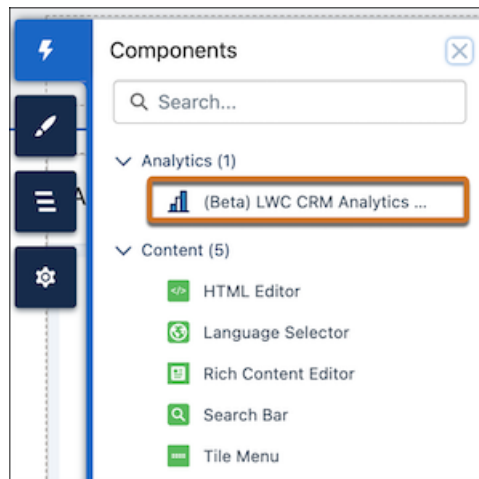 Components
Search...
Analytics (1)
(Beta) LWC CRM Analytics ...
Content (5)
HTML Editor
Language Selector
Rich Content Editor
Search Bar
Tile Menu